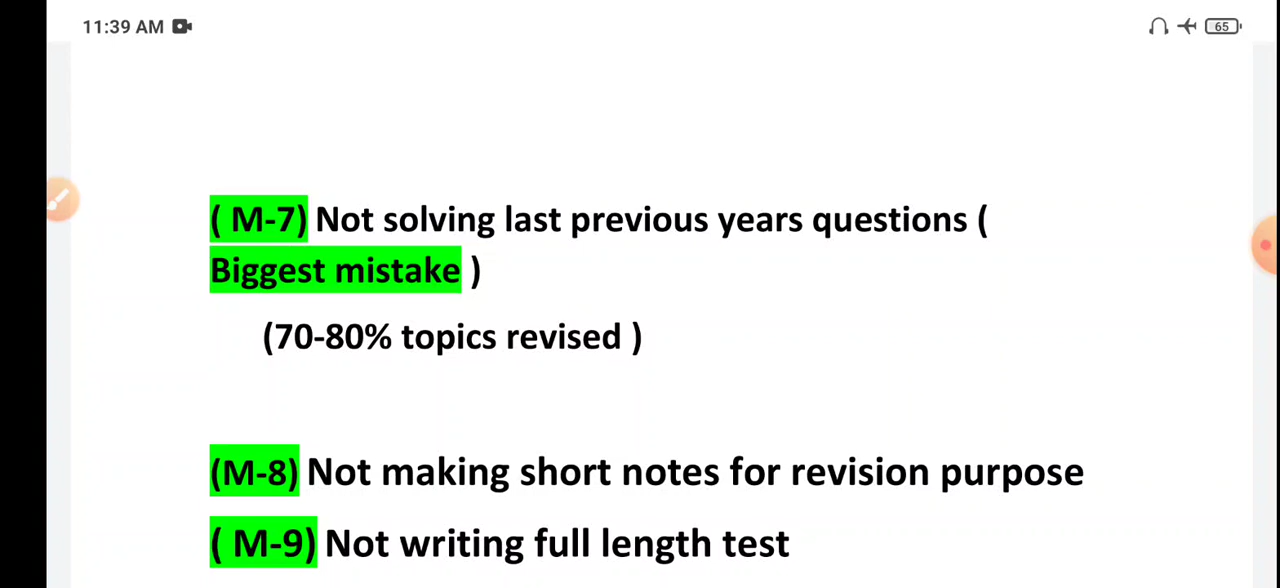 11:39 AM
65
( M-7) Not solving last previous years questions (
Biggest mistake )
(70-80% topics revised )
(M-8) Not making short notes for revision purpose
( M-9) Not writing full length test